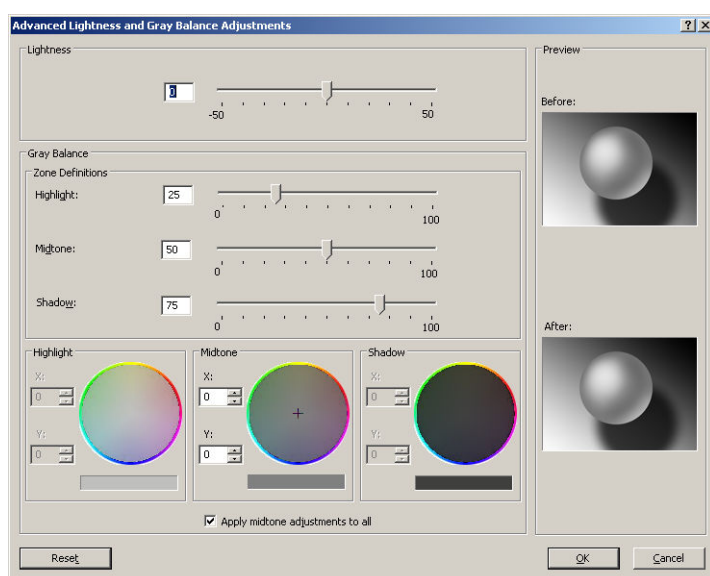 Advanced Lightness and Gray Balance Adjustments
Lightness
0
-50 50
Gray Balance
Zone Definitions
Highlight: 25
0 100
Midtone: 50
0 100
Shadow: 75
0 100
Highlight
X:
0
Y:
0
Midtone
X:
0
Y:
0
Shadow
X:
0
Y:
0
Apply midtone adjustments to all
Preview
Before:
After:
Reset
OK
Cancel